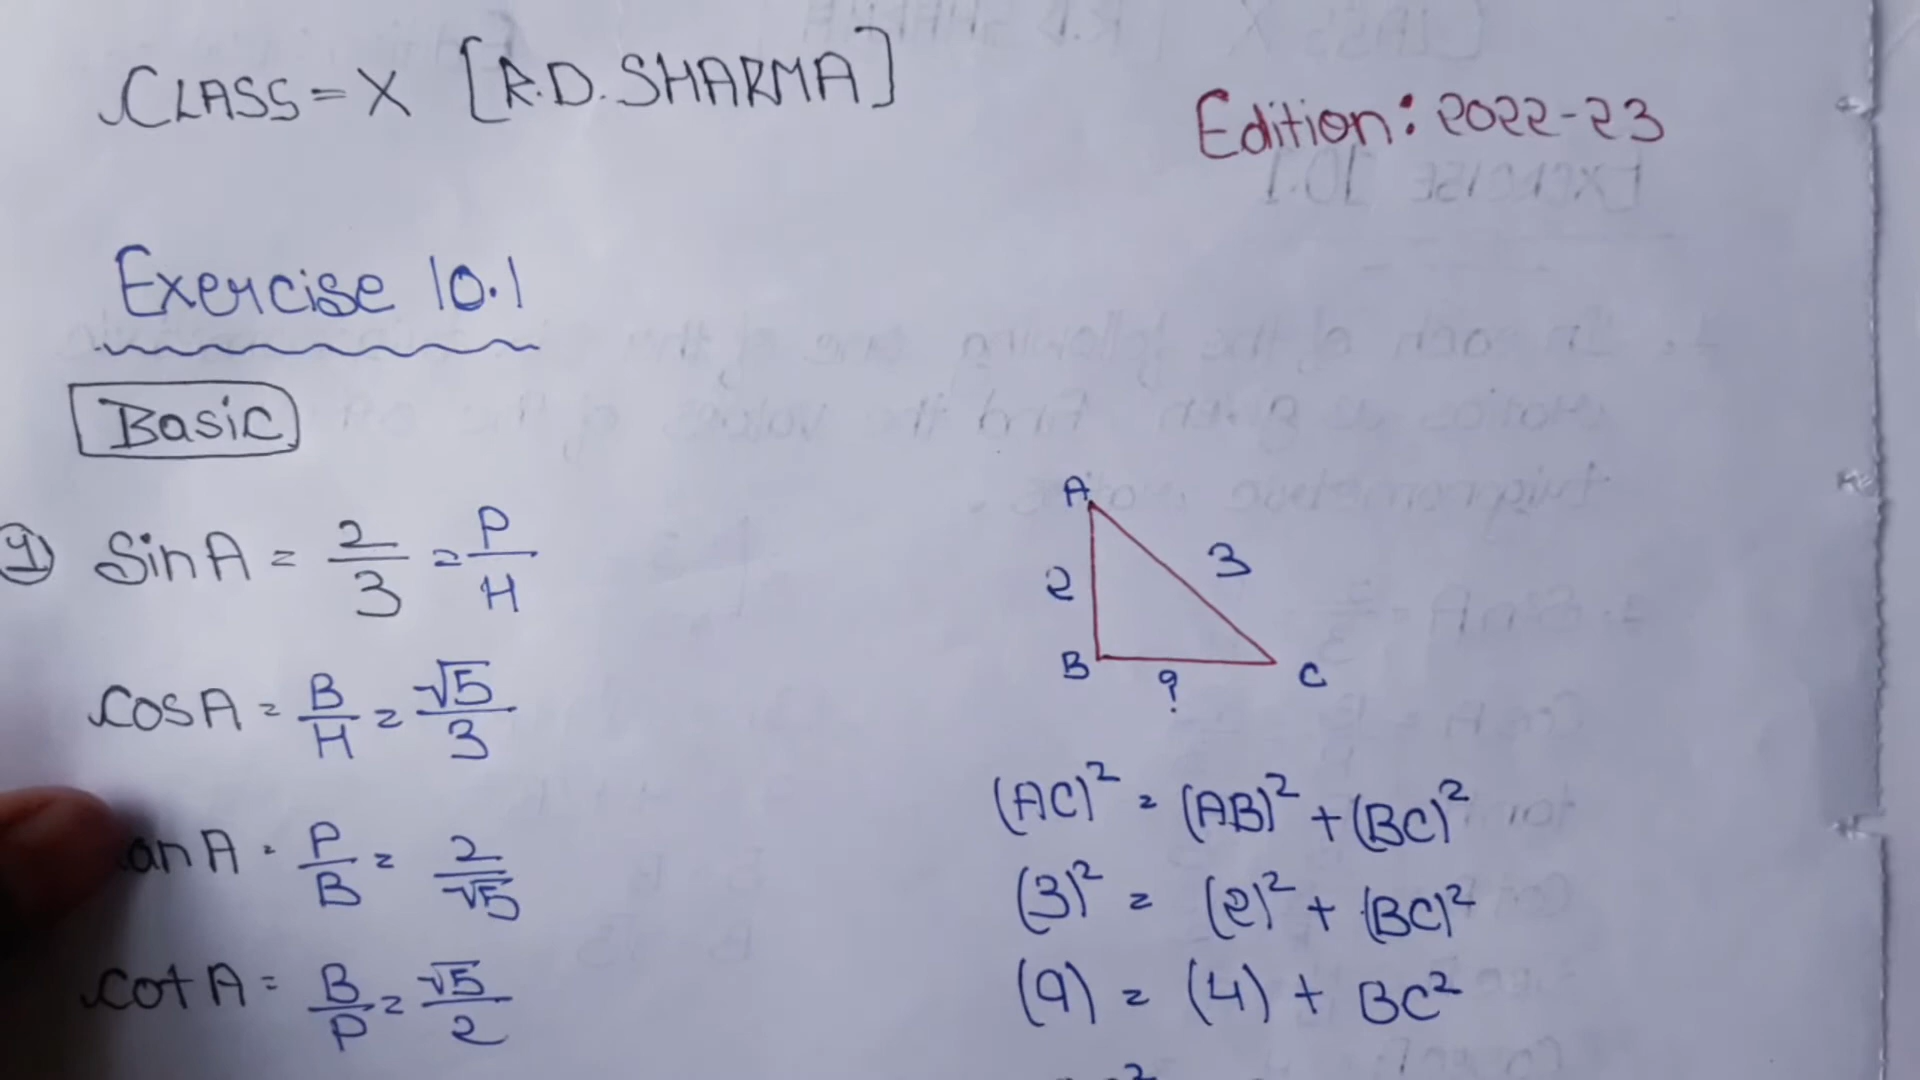 CLASS = X [R.D. SHARMA]
Edition: 2022-23
Exercise 10.1
Basic
① Sin A = 2/3 = P/H
Cos A = B/H = √5/3
an A = P/B = 2/√5
Cot A = B/P = √5/2
A
2
3
B
?
C
(AC)² = (AB)² + (BC)²
(3)² = (2)² + (BC)²
(9) = (4) + BC²